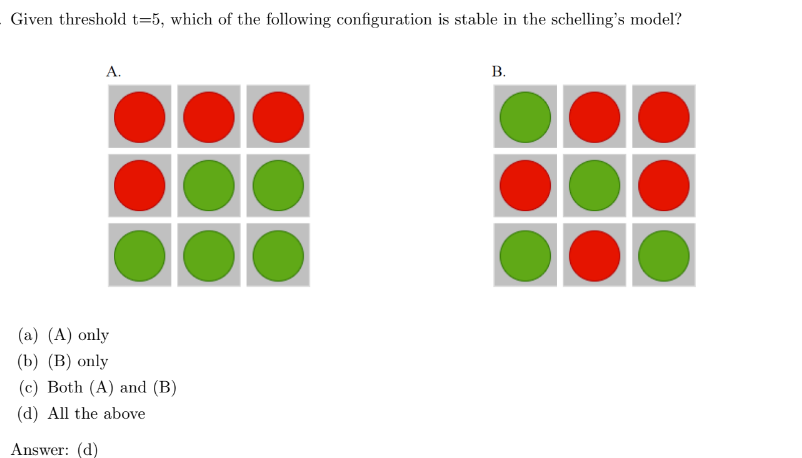 . Given threshold t=5, which of the following configuration is stable in the schelling's model?
A.
B.
(a) (A) only
(b) (B) only
(c) Both (A) and (B)
(d) All the above
Answer: (d)